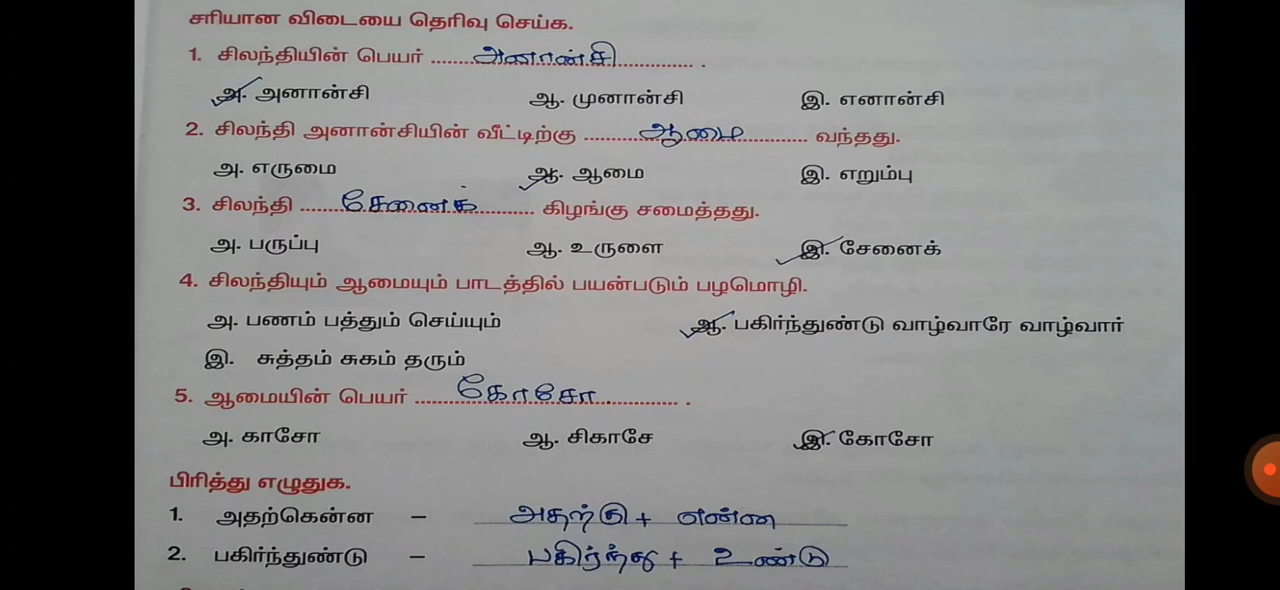 சரியான விடையை தெரிவு செய்க.
1. சிலந்தியின் பெயர் ........அனான்சி................ .
அ. அனான்சி ஆ. முனான்சி இ. எனான்சி
2. சிலந்தி அனான்சியின் வீட்டிற்கு ..........ஆமை........... வந்தது.
அ. எருமை ஆ. ஆமை இ. எறும்பு
3. சிலந்தி ........சேனைக்........... கிழங்கு சமைத்தது.
அ. பருப்பு ஆ. உருளை இ. சேனைக்
4. சிலந்தியும் ஆமையும் பாடத்தில் பயன்படும் பழமொழி.
அ. பணம் பத்தும் செய்யும் ஆ. பகிர்ந்துண்டு வாழ்வாரே வாழ்வார்
இ. சுத்தம் சுகம் தரும்
5. ஆமையின் பெயர் ........கோசோ................ .
அ. காசோ ஆ. சிகாசே இ. கோசோ
பிரித்து எழுதுக.
1. அதற்கென்ன – அதற்கு + என்ன
2. பகிர்ந்துண்டு – பகிர்ந்து + உண்டு